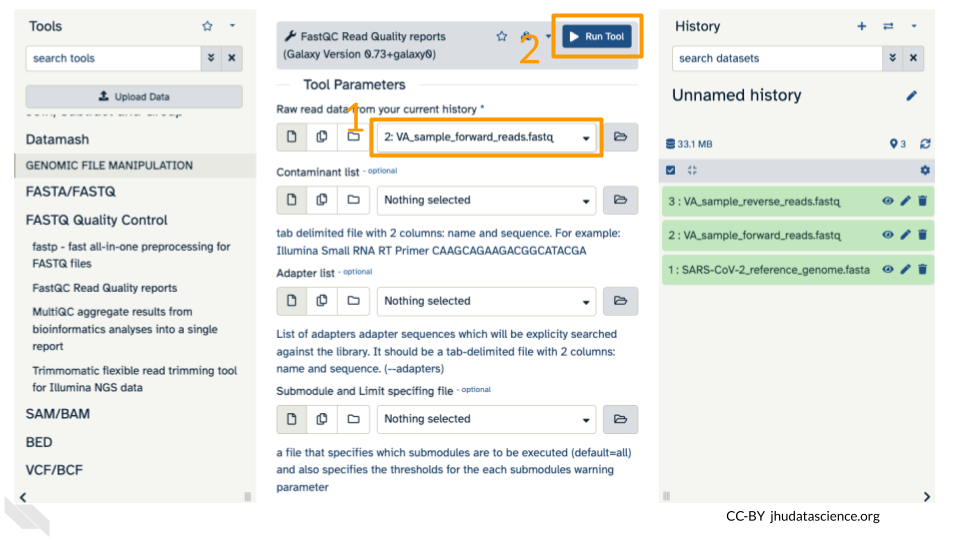 Tools
search tools
Upload Data
Datamash
GENOMIC FILE MANIPULATION
FASTA/FASTQ
FASTQ Quality Control
fastp - fast all-in-one preprocessing for
FASTQ files
FastQC Read Quality reports
MultiQC aggregate results from
bioinformatics analyses into a single
report
Trimmomatic flexible read trimming tool
for Illumina NGS data
SAM/BAM
BED
VCF/BCF
FastQC Read Quality reports
(Galaxy Version 0.73+galaxy0)
2
Run Tool
Tool Parameters
Raw read data from your current history *
1
2: VA_sample_forward_reads.fastq
Contaminant list - optional
Nothing selected
tab delimited file with 2 columns: name and sequence. For example:
Illumina Small RNA RT Primer CAAGCAGAAGACGGCATACGA
Adapter list - optional
Nothing selected
List of adapters adapter sequences which will be explicity searched
against the library. It should be a tab-delimited file with 2 columns:
name and sequence. (--adapters)
Submodule and Limit specifing file - optional
Nothing selected
a file that specifies which submodules are to be executed (default=all)
and also specifies the thresholds for the each submodules warning
parameter
History
search datasets
Unnamed history
33.1 MB
3
3 : VA_sample_reverse_reads.fastq
2 : VA_sample_forward_reads.fastq
1 : SARS-CoV-2_reference_genome.fasta
CC-BY jhudatascience.org